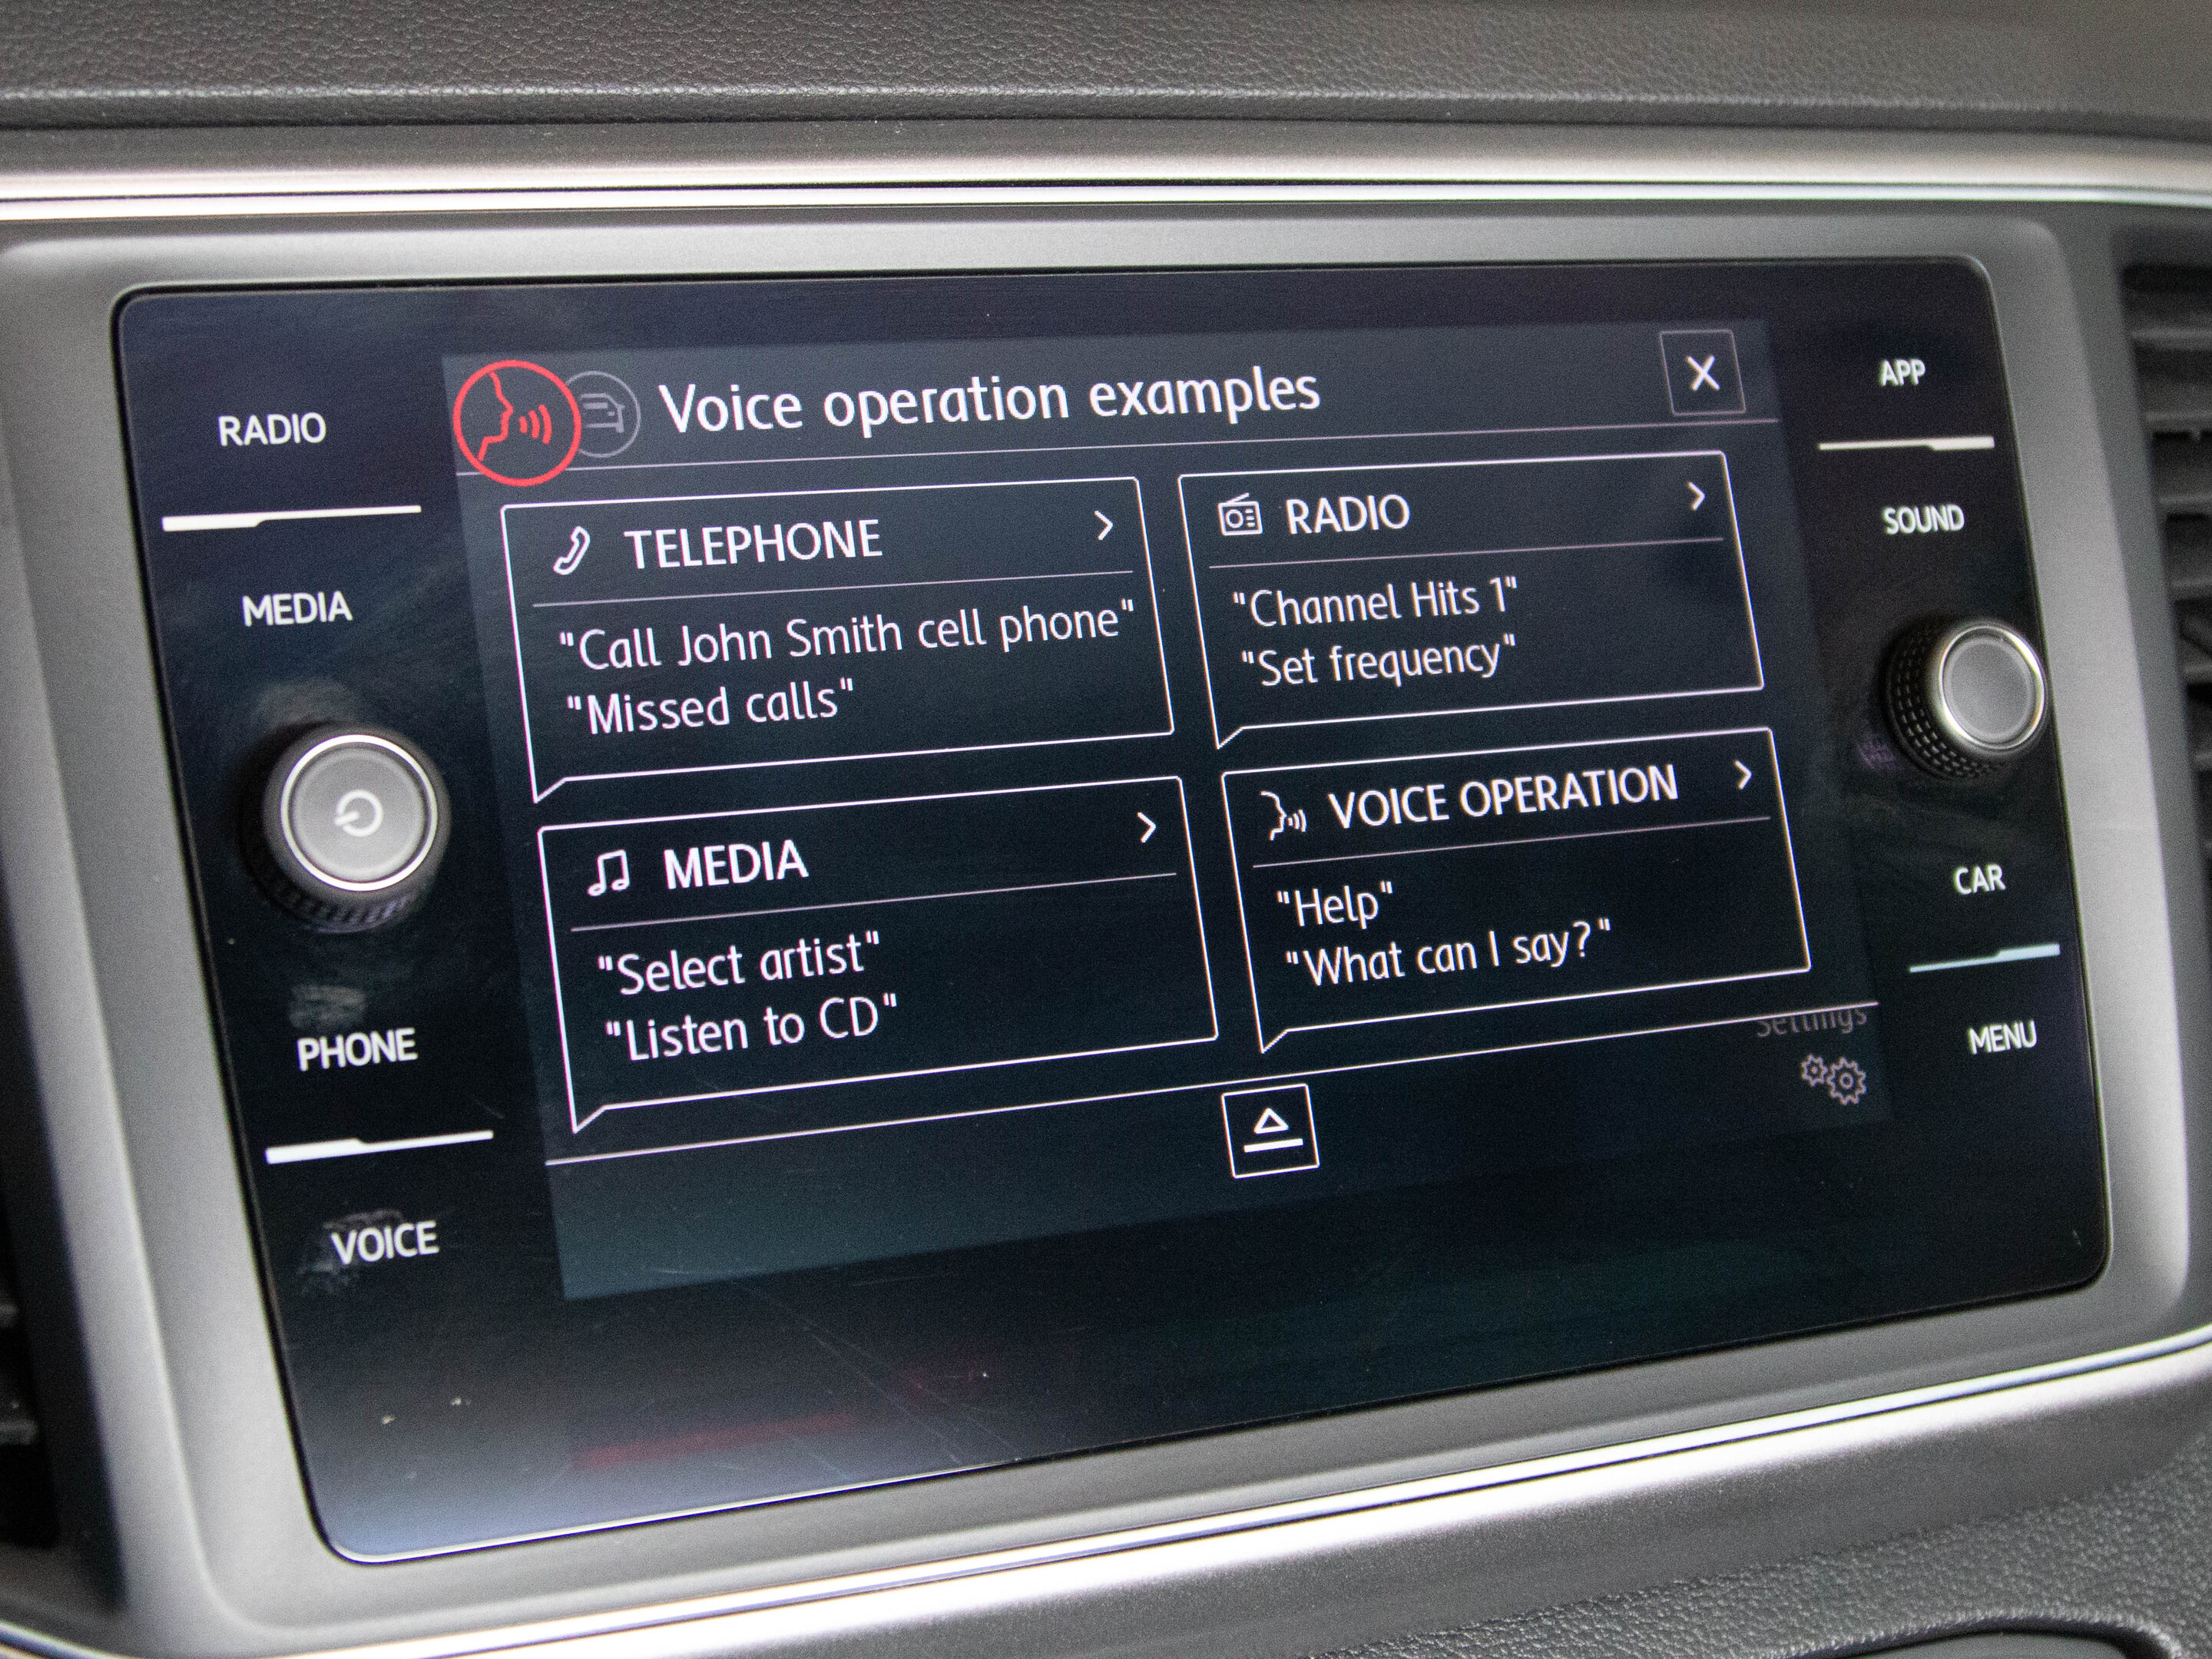 RADIO
MEDIA
PHONE
VOICE
Voice operation examples
X
TELEPHONE
"Call John Smith cell phone"
"Missed calls"
RADIO
"Channel Hits 1"
"Set frequency"
MEDIA
"Select artist"
"Listen to CD"
VOICE OPERATION
"Help"
"What can I say?"
Settings
APP
SOUND
CAR
MENU